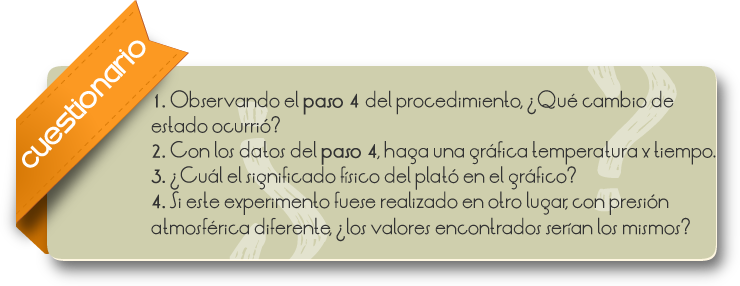 cuestionario
1. Observando el paso 4 del procedimiento, ¿Qué cambio de
estado ocurrió?
2. Con los datos del paso 4, haga una gráfica temperatura x tiempo.
3. ¿Cuál el significado físico del plató en el gráfico?
4. Si este experimento fuese realizado en otro lugar, con presión
atmosférica diferente, ¿los valores encontrados serían los mismos?